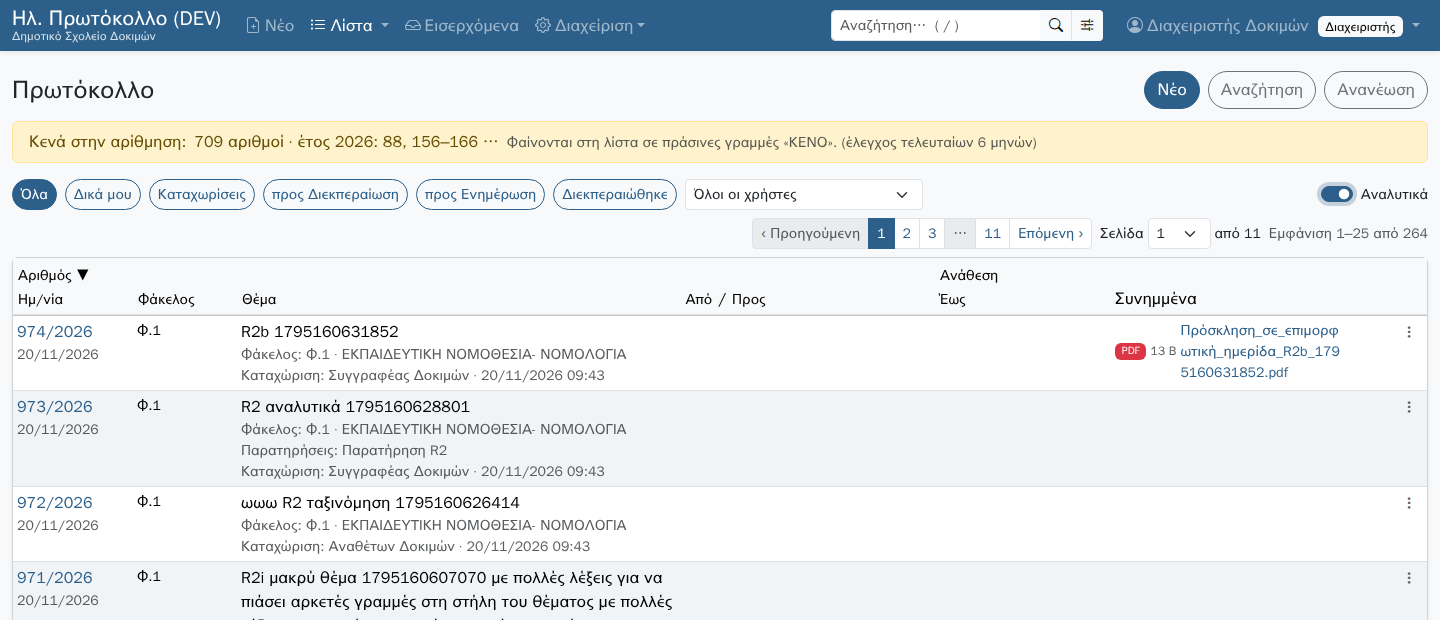 Ηλ. Πρωτόκολλο (DEV)
Δημοτικό Σχολείο Δοκιμών
Νέο
Λίστα
Εισερχόμενα
Διαχείριση
Αναζήτηση… ( / )
Διαχειριστής Δοκιμών
Διαχειριστής
Πρωτόκολλο
Νέο
Αναζήτηση
Ανανέωση
Κενά στην αρίθμηση: 709 αριθμοί · έτος 2026: 88, 156–166 … Φαίνονται στη λίστα σε πράσινες γραμμές «ΚΕΝΟ». (έλεγχος τελευταίων 6 μηνών)
Όλα
Δικά μου
Καταχωρίσεις
προς Διεκπεραίωση
προς Ενημέρωση
Διεκπεραιώθηκε
Όλοι οι χρήστες
Αναλυτικά
‹ Προηγούμενη 1 2 3 … 11 Επόμενη › Σελίδα 1 από 11 Εμφάνιση 1–25 από 264
Αριθμός ▼
Ανάθεση
Ημ/νία Φάκελος Θέμα Από / Προς Έως Συνημμένα
974/2026 Φ.1 R2b 1795160631852
20/11/2026
Φάκελος: Φ.1 · ΕΚΠΑΙΔΕΥΤΙΚΗ ΝΟΜΟΘΕΣΙΑ- ΝΟΜΟΛΟΓΙΑ
Καταχώριση: Συγγραφέας Δοκιμών · 20/11/2026 09:43
PDF 13 B
Πρόσκληση_σε_επιμορφ
ωτική_ημερίδα_R2b_179
5160631852.pdf
973/2026 Φ.1 R2 αναλυτικά 1795160628801
20/11/2026
Φάκελος: Φ.1 · ΕΚΠΑΙΔΕΥΤΙΚΗ ΝΟΜΟΘΕΣΙΑ- ΝΟΜΟΛΟΓΙΑ
Παρατηρήσεις: Παρατήρηση R2
Καταχώριση: Συγγραφέας Δοκιμών · 20/11/2026 09:43
972/2026 Φ.1 ωωω R2 ταξινόμηση 1795160626414
20/11/2026
Φάκελος: Φ.1 · ΕΚΠΑΙΔΕΥΤΙΚΗ ΝΟΜΟΘΕΣΙΑ- ΝΟΜΟΛΟΓΙΑ
Καταχώριση: Αναθέτων Δοκιμών · 20/11/2026 09:43
971/2026 Φ.1 R2i μακρύ θέμα 1795160607070 με πολλές λέξεις για να
20/11/2026
πιάσει αρκετές γραμμές στη στήλη του θέματος με πολλές